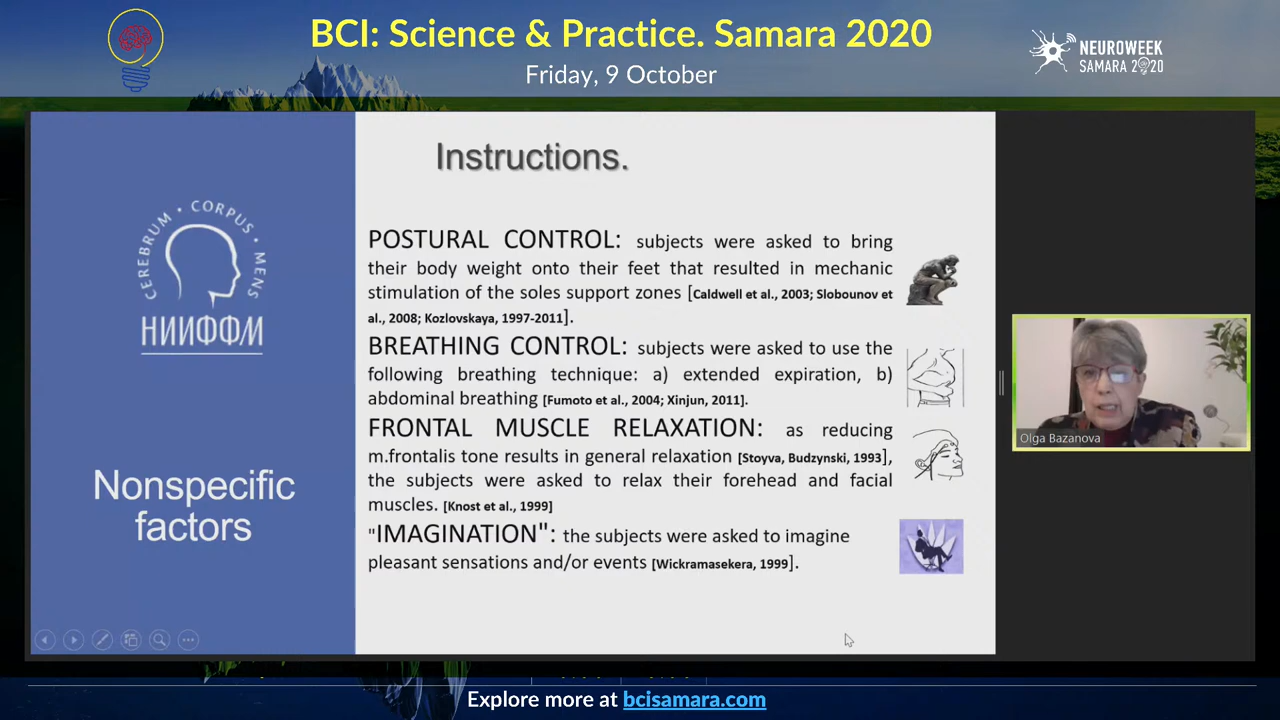 BCI: Science & Practice. Samara 2020
Friday, 9 October
NEUROWEEK
SAMARA 2020
CEREBRUM • CORPUS • MENS
НИИФФМ
Nonspecific
factors
Instructions.
POSTURAL CONTROL: subjects were asked to bring
their body weight onto their feet that resulted in mechanic
stimulation of the soles support zones [Caldwell et al., 2003; Slobounov et
al., 2008; Kozlovskaya, 1997-2011].
BREATHING CONTROL: subjects were asked to use the
following breathing technique: a) extended expiration, b)
abdominal breathing [Fumoto et al., 2004; Xinjun, 2011].
FRONTAL MUSCLE RELAXATION: as reducing
m.frontalis tone results in general relaxation [Stoyva, Budzynski, 1993],
the subjects were asked to relax their forehead and facial
muscles. [Knost et al., 1999]
"IMAGINATION": the subjects were asked to imagine
pleasant sensations and/or events [Wickramasekera, 1999].
Olga Bazanova
Explore more at bcisamara.com